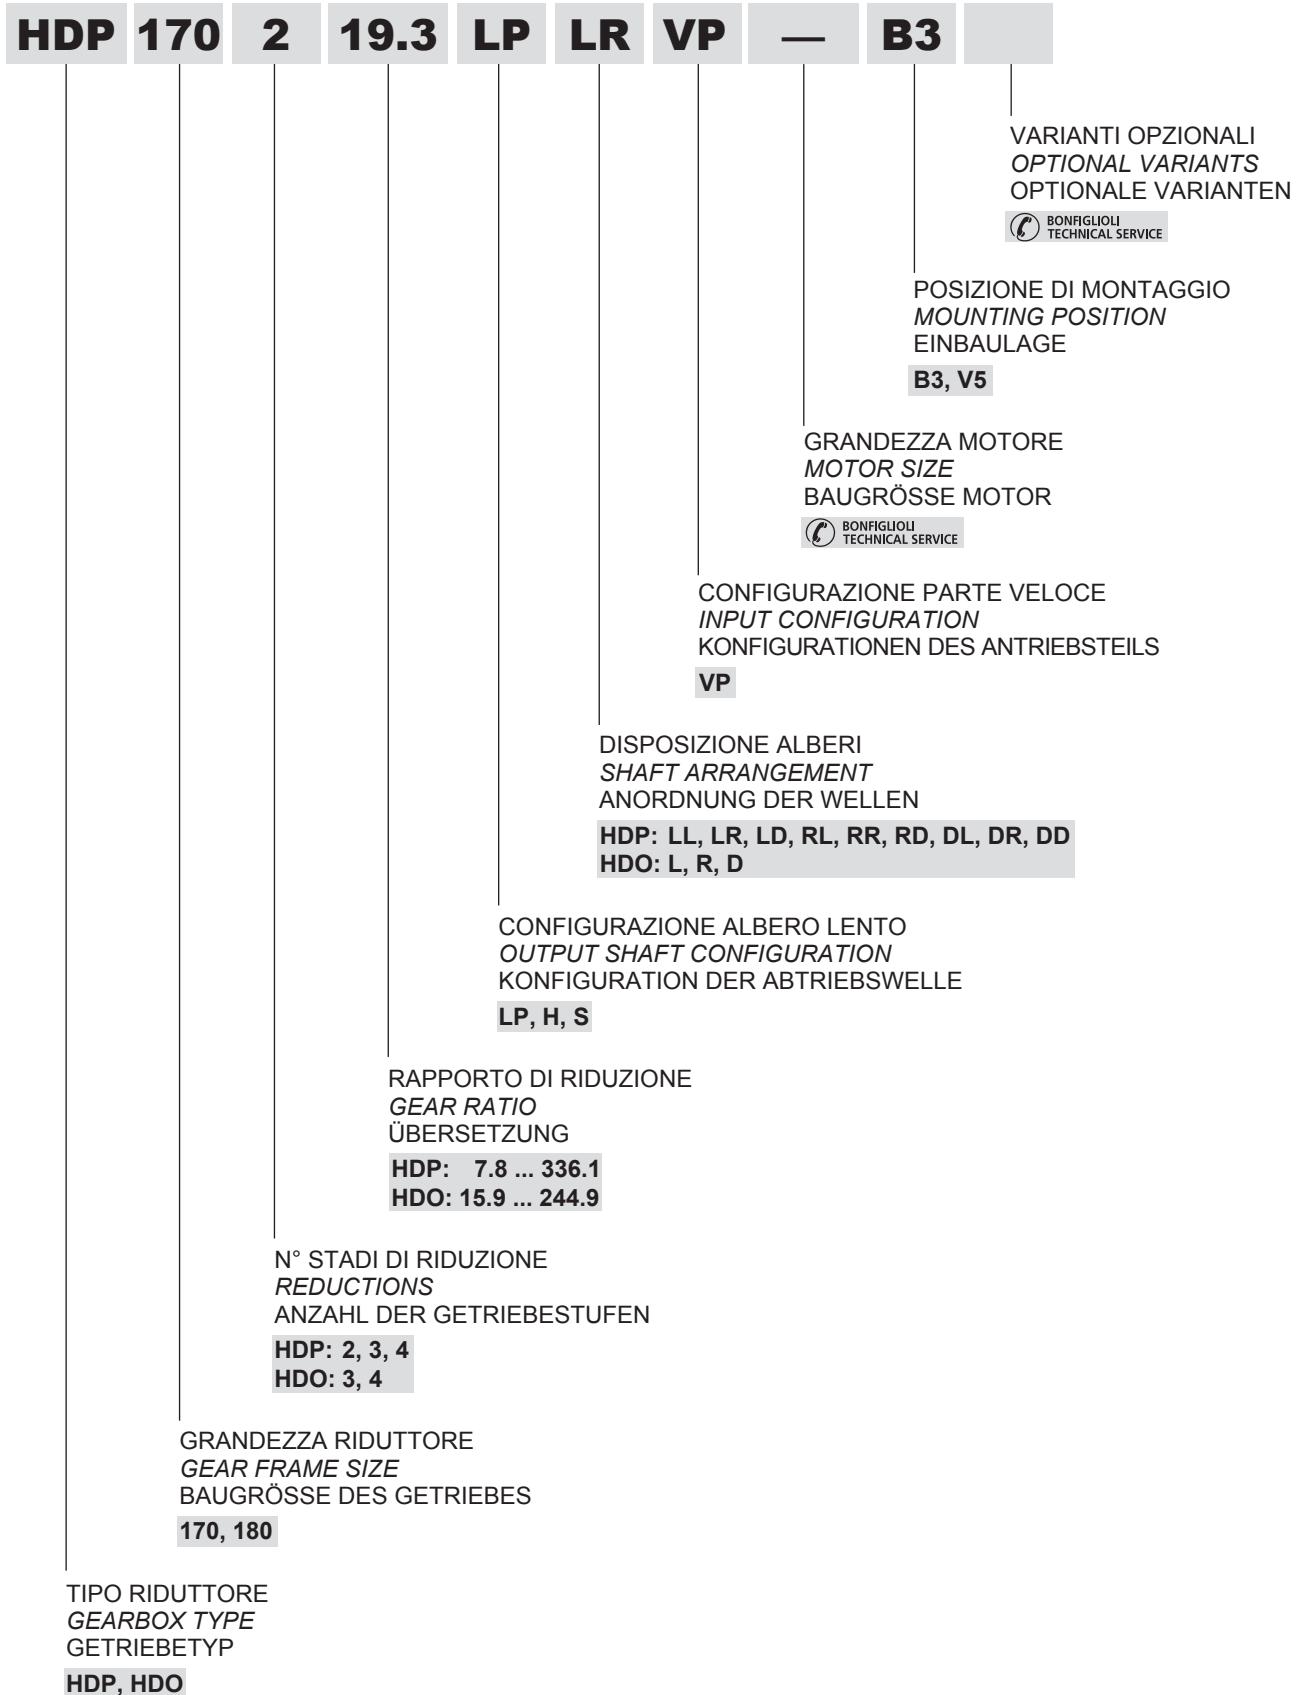 HDP 170 2 19.3 LP LR VP — B3
VARIANTI OPZIONALI
OPTIONAL VARIANTS
OPTIONALE VARIANTEN
BONFIGLIOLI
TECHNICAL SERVICE
POSIZIONE DI MONTAGGIO
MOUNTING POSITION
EINBAULAGE
B3, V5
GRANDEZZA MOTORE
MOTOR SIZE
BAUGRÖSSE MOTOR
BONFIGLIOLI
TECHNICAL SERVICE
CONFIGURAZIONE PARTE VELOCE
INPUT CONFIGURATION
KONFIGURATIONEN DES ANTRIEBSTEILS
VP
DISPOSIZIONE ALBERI
SHAFT ARRANGEMENT
ANORDNUNG DER WELLEN
HDP: LL, LR, LD, RL, RR, RD, DL, DR, DD
HDO: L, R, D
CONFIGURAZIONE ALBERO LENTO
OUTPUT SHAFT CONFIGURATION
KONFIGURATION DER ABTRIEBSWELLE
LP, H, S
RAPPORTO DI RIDUZIONE
GEAR RATIO
ÜBERSETZUNG
HDP: 7.8 ... 336.1
HDO: 15.9 ... 244.9
N° STADI DI RIDUZIONE
REDUCTIONS
ANZAHL DER GETRIEBESTUFEN
HDP: 2, 3, 4
HDO: 3, 4
GRANDEZZA RIDUTTORE
GEAR FRAME SIZE
BAUGRÖSSE DES GETRIEBES
170, 180
TIPO RIDUTTORE
GEARBOX TYPE
GETRIEBETYP
HDP, HDO